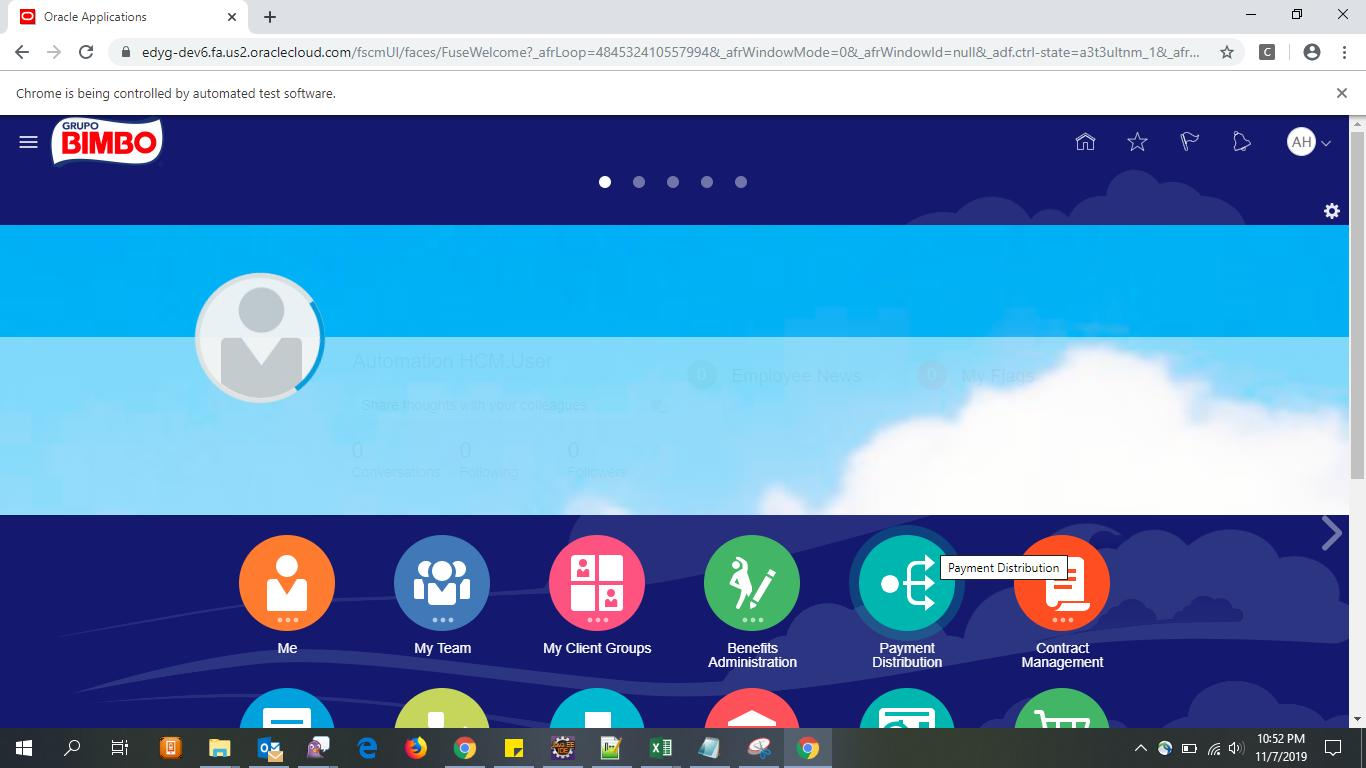 Oracle Applications
edyg-dev6.fa.us2.oraclecloud.com/fscmUI/faces/FuseWelcome?_afrLoop=4845324105577994&_afrWindowMode=0&_afrWindowId=null&_adf.ctrl-state=a3t3ultnm_1&_afr...
C
Chrome is being controlled by automated test software.
GRUPO
BIMBO
AH
Automation HCM.User
0 Employee News
0 My Flags
Share thoughts with your colleagues
0 0 0
Conversations Following Followers
Payment Distribution
Me
My Team
My Client Groups
Benefits
Administration
Payment
Distribution
Contract
Management
10:52 PM
11/7/2019